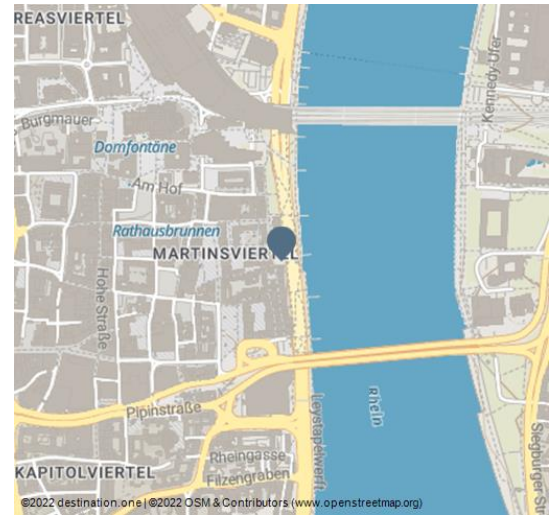 REASVIERTEL
Burgmauer
Domfontäne
Am Hof
Rathausbrunnen
MARTINSVIERTEL
Hohe Straße
Kennedy-Ufer
Pipinstraße
Rhein
Leystapelwerft
Rheingasse
Filzengraben
KAPITOLVIERTEL
Siegburger Str
©2022 destination.one | ©2022 OSM & Contributors (www.openstreetmap.org)